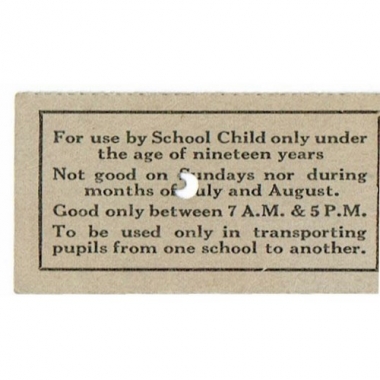 For use by School Child only under
the age of nineteen years
Not good on Sundays nor during
months of July and August.
Good only between 7 A.M. & 5 P.M.
To be used only in transporting
pupils from one school to another.